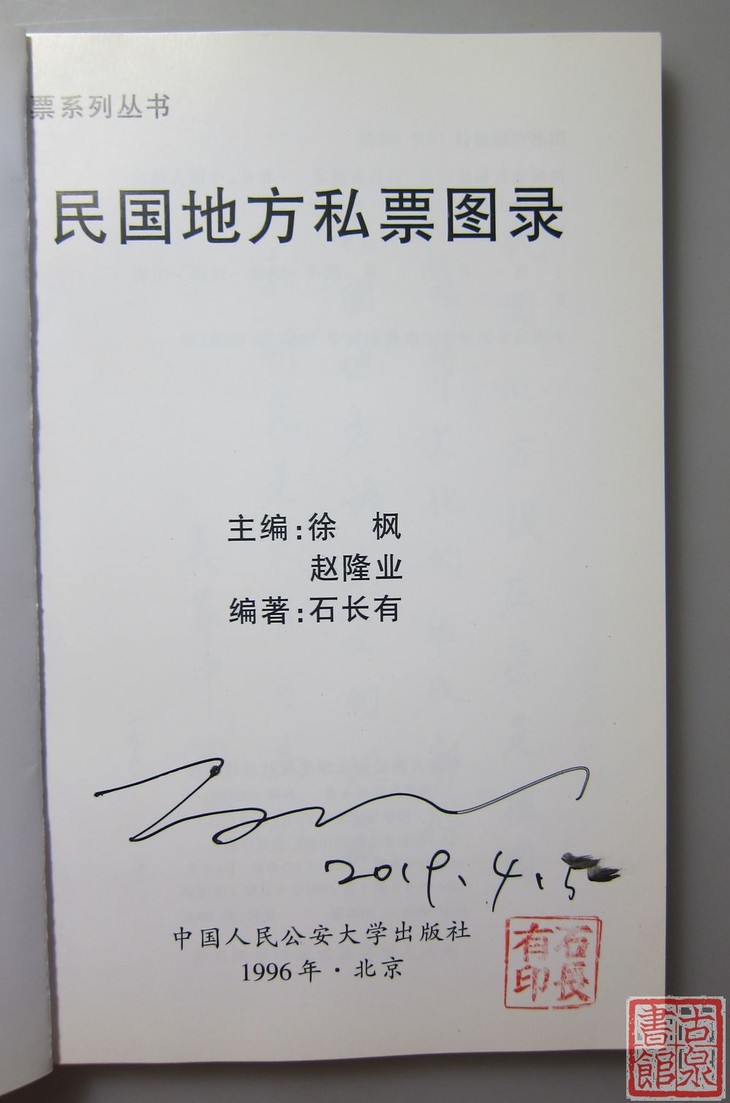 票系列丛书
民国地方私票图录
主编:徐　枫
赵隆业
编著:石长有
2019.4.5
中国人民公安大学出版社
1996年·北京
石長有印
古泉書館